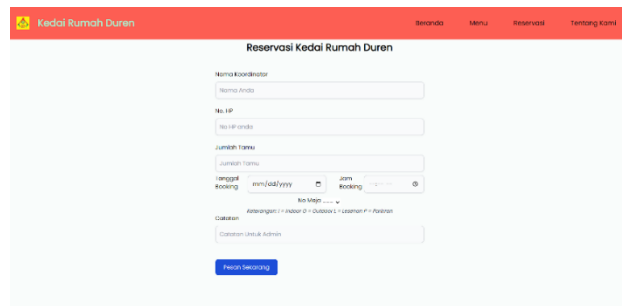 Kedai Rumah Duren
Beranda Menu Reservasi Tentang Kami
Reservasi Kedai Rumah Duren
Nama Koordinator
Nama Anda
No. HP
No HP anda
Jumlah Tamu
Jumlah Tamu
Tanggal Booking mm/dd/yyyy Jam Booking --:-- --
No Meja ---- 
Keterangan: I = Indoor O = Outdoor L = Lesehan P = Parkiran
Catatan
Catatan Untuk Admin
Pesan Sekarang